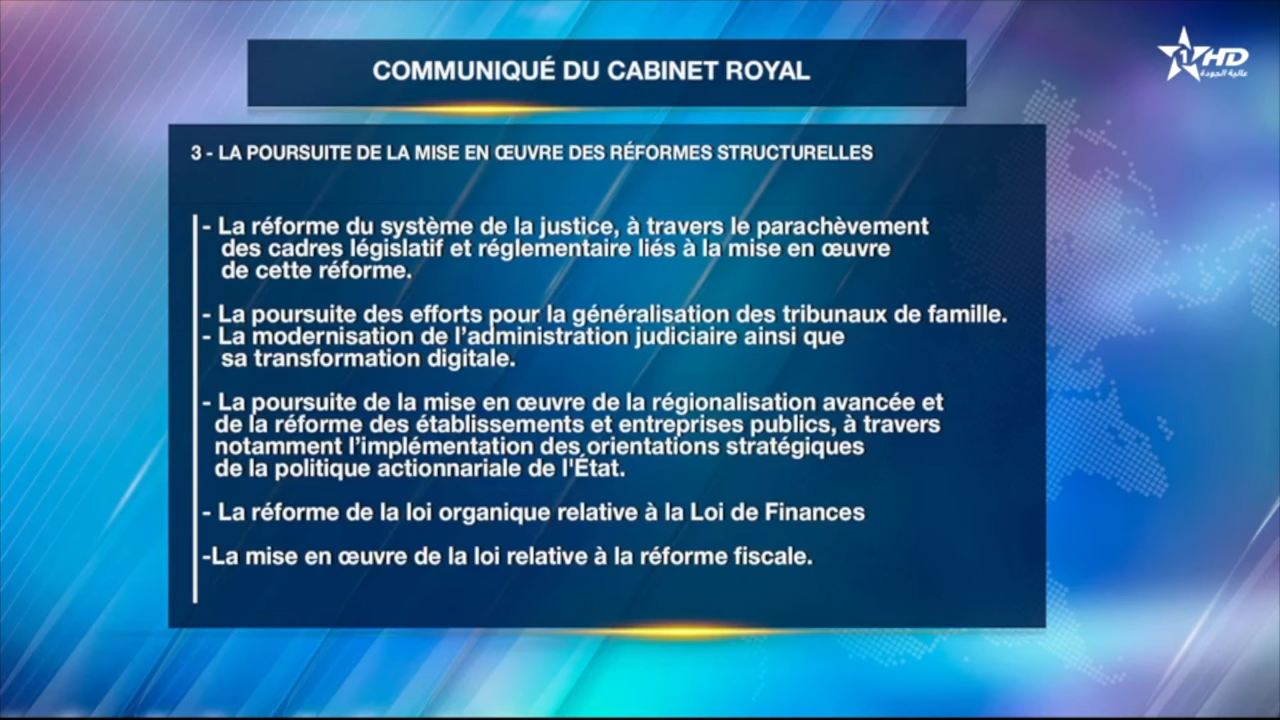 COMMUNIQUÉ DU CABINET ROYAL
1 HD
عالية الجودة
3 - LA POURSUITE DE LA MISE EN ŒUVRE DES RÉFORMES STRUCTURELLES
- La réforme du système de la justice, à travers le parachèvement
des cadres législatif et réglementaire liés à la mise en œuvre
de cette réforme.
- La poursuite des efforts pour la généralisation des tribunaux de famille.
- La modernisation de l’administration judiciaire ainsi que
sa transformation digitale.
- La poursuite de la mise en œuvre de la régionalisation avancée et
de la réforme des établissements et entreprises publics, à travers
notamment l’implémentation des orientations stratégiques
de la politique actionnariale de l'État.
- La réforme de la loi organique relative à la Loi de Finances
-La mise en œuvre de la loi relative à la réforme fiscale.